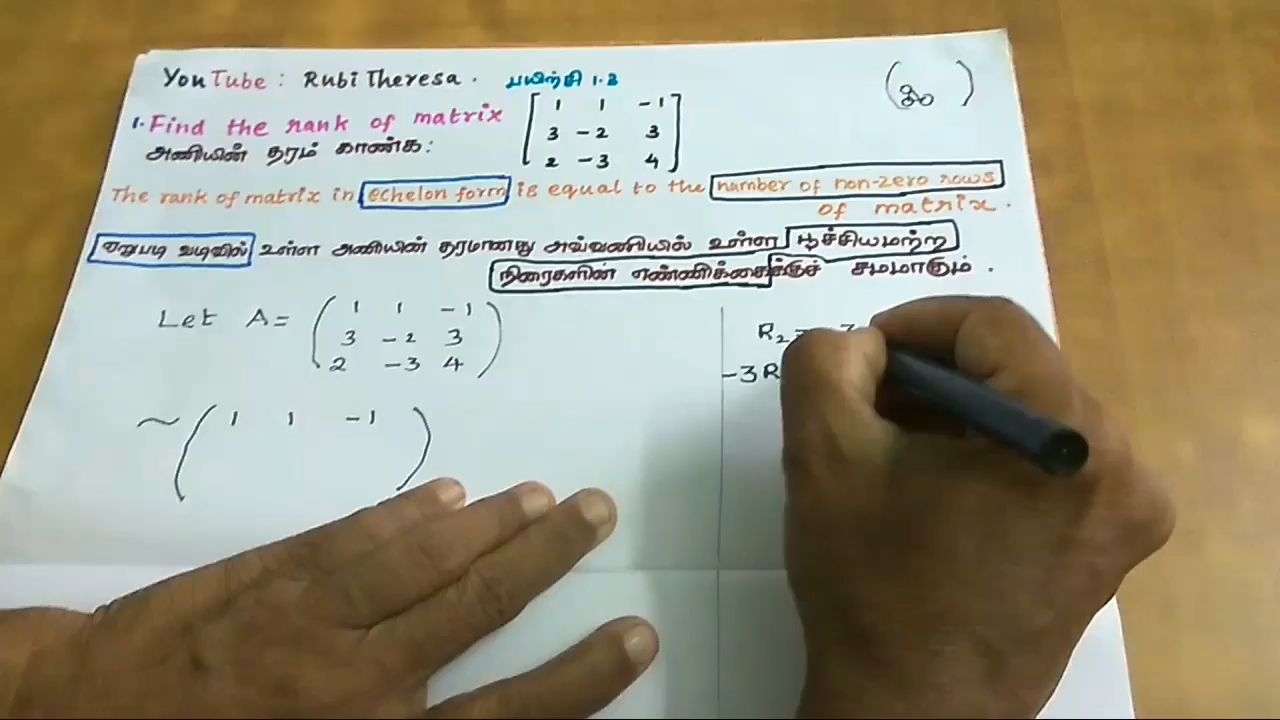 YouTube : Rubi Theresa . பயிற்சி 1.3
1. Find the rank of matrix
1 1 -1
3 -2 3
2 -3 4
அணியின் தரம் காண்க :
The rank of matrix in echelon form is equal to the number of non-zero rows
of matrix .
ஏறுபடி வடிவில் உள்ள அணியின் தரமானது அவ்வணியில் உள்ள பூச்சியமற்ற
நிரைகளின் எண்ணிக்கைக்குச் சமமாகும் .
Let A =
1 1 -1
3 -2 3
2 -3 4
~ 1 1 -1
R2
-3R